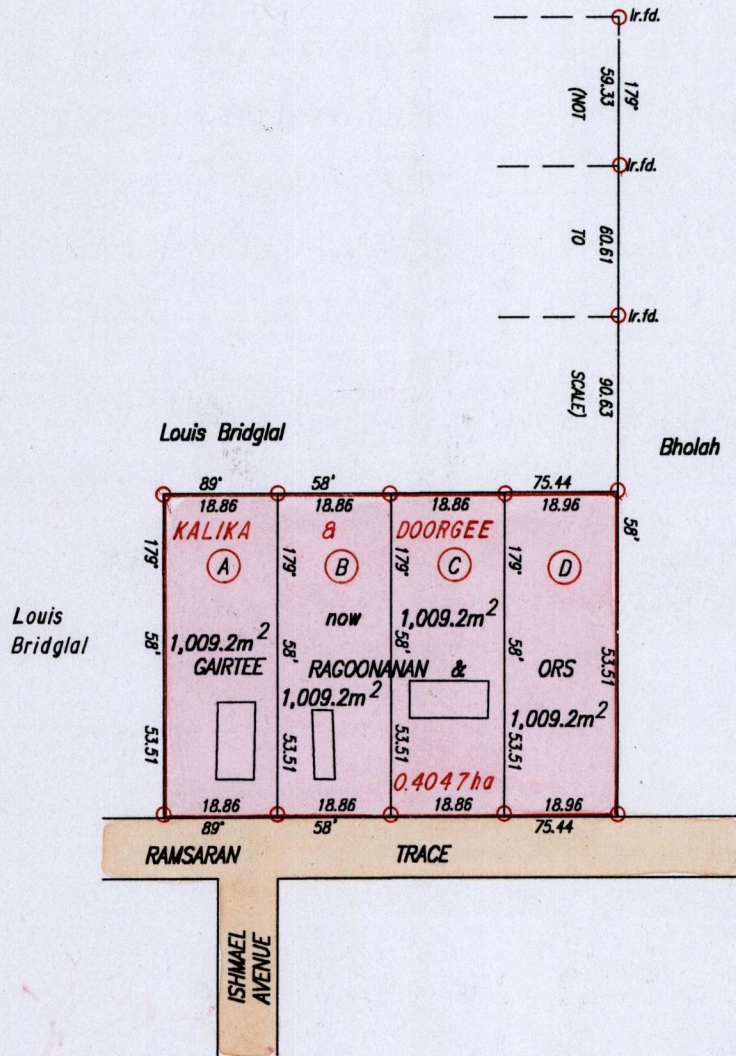 Ir.fd.
179°
59.33
(NOT
Ir.fd.
60.61
TO
Ir.fd.
90.63
SCALE)
Louis Bridglal
Bholah
89° 58' 75.44
18.86 18.86 18.86 18.96
58'
KALIKA & DOORGEE
A B C D
179° 179° 179° 179°
Louis
Bridglal
now
58' 58' 58' 58'
1,009.2m² 1,009.2m²
GAIRTEE RAGOONANAN & ORS
1,009.2m² 1,009.2m²
53.51 53.51 53.51 53.51 53.51
0.4047ha
18.86 18.86 18.86 18.96
89° 58' 75.44
RAMSARAN TRACE
ISHMAEL
AVENUE